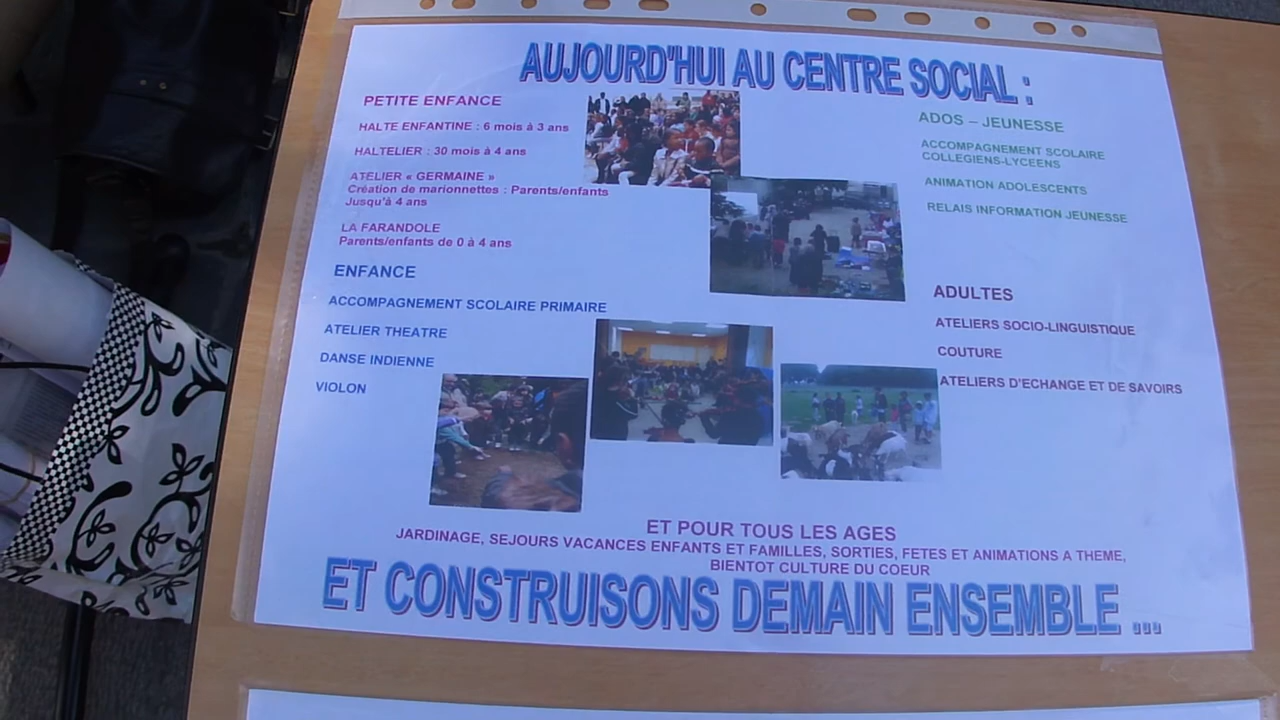 AUJOURD'HUI AU CENTRE SOCIAL :
PETITE ENFANCE
HALTE ENFANTINE : 6 mois à 3 ans
HALTELIER : 30 mois à 4 ans
ATELIER « GERMAINE »
Création de marionnettes : Parents/enfants
Jusqu'à 4 ans
LA FARANDOLE
Parents/enfants de 0 à 4 ans
ENFANCE
ACCOMPAGNEMENT SCOLAIRE PRIMAIRE
ATELIER THEATRE
DANSE INDIENNE
VIOLON
ADOS – JEUNESSE
ACCOMPAGNEMENT SCOLAIRE
COLLEGIENS-LYCEENS
ANIMATION ADOLESCENTS
RELAIS INFORMATION JEUNESSE
ADULTES
ATELIERS SOCIO-LINGUISTIQUE
COUTURE
ATELIERS D'ECHANGE ET DE SAVOIRS
ET POUR TOUS LES AGES
JARDINAGE, SEJOURS VACANCES ENFANTS ET FAMILLES, SORTIES, FETES ET ANIMATIONS A THEME,
BIENTOT CULTURE DU COEUR
ET CONSTRUISONS DEMAIN ENSEMBLE ...